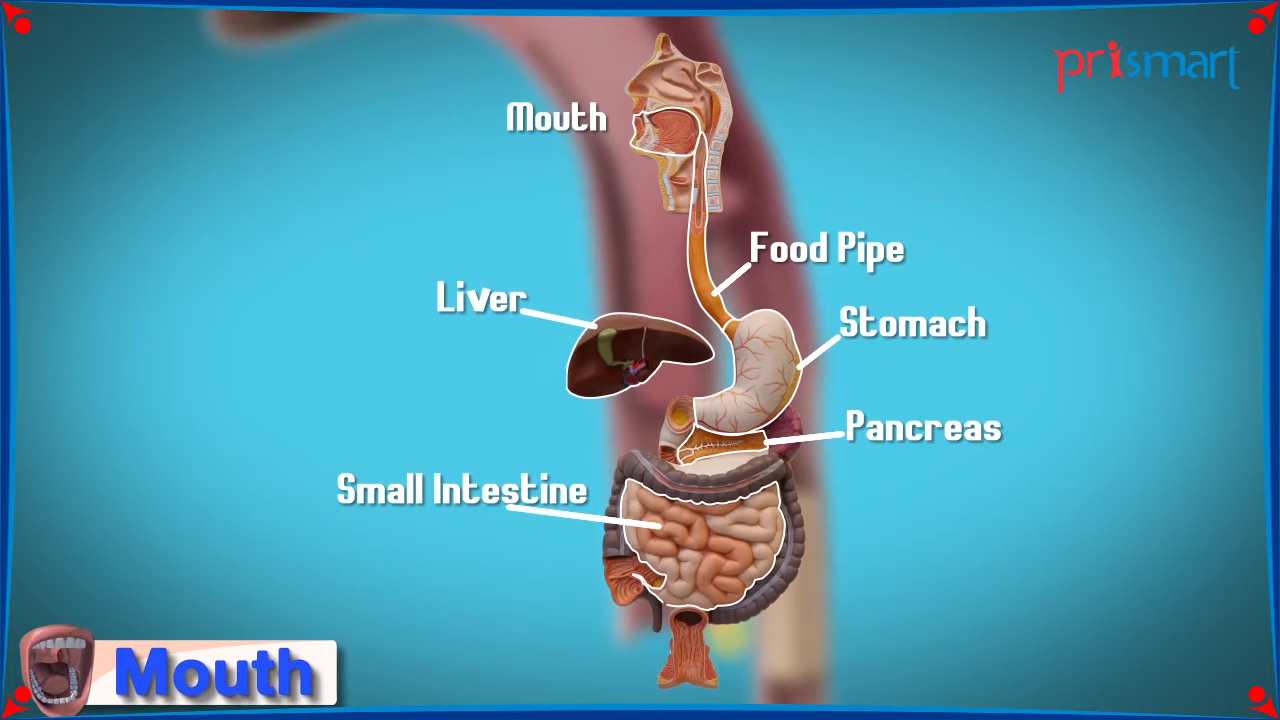 prismart
Mouth
Food Pipe
Liver
Stomach
Pancreas
Small Intestine
Mouth